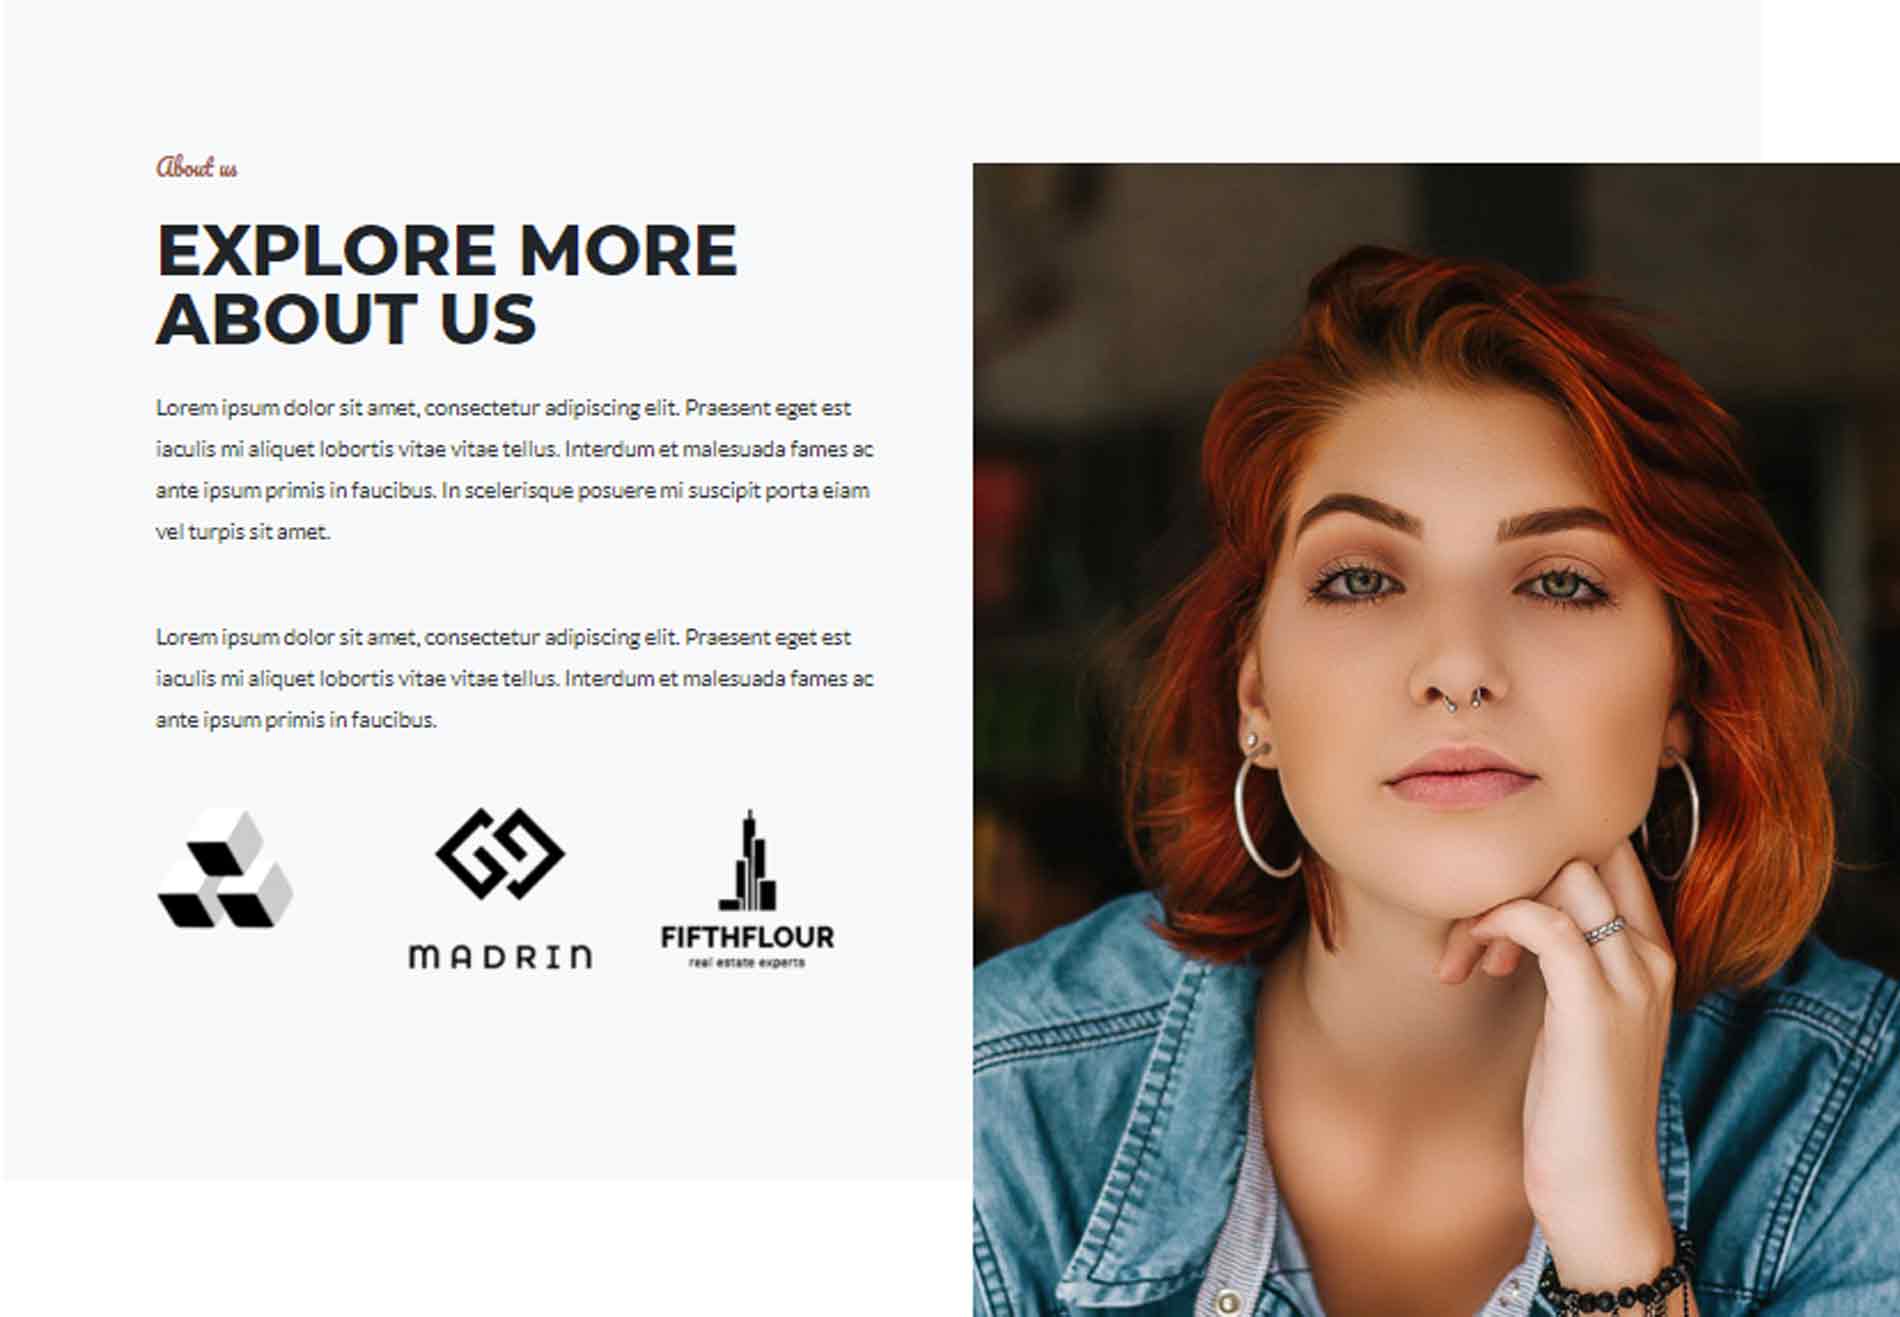 About us
EXPLORE MORE
ABOUT US
Lorem ipsum dolor sit amet, consectetur adipiscing elit. Praesent eget est
iaculis mi aliquet lobortis vitae vitae tellus. Interdum et malesuada fames ac
ante ipsum primis in faucibus. In scelerisque posuere mi suscipit porta eiam
vel turpis sit amet.
Lorem ipsum dolor sit amet, consectetur adipiscing elit. Praesent eget est
iaculis mi aliquet lobortis vitae vitae tellus. Interdum et malesuada fames ac
ante ipsum primis in faucibus.
MADRIN
FIFTHFLOUR
real estate experts